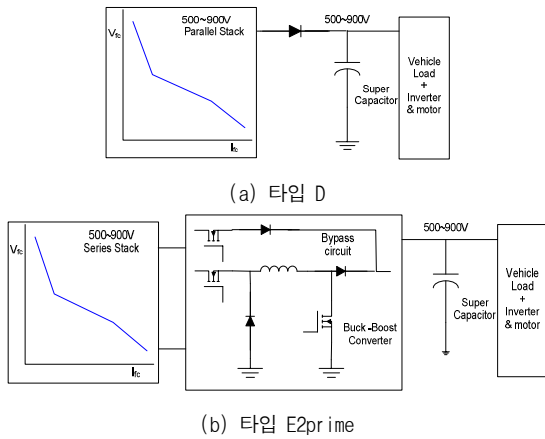 500~900V
Parallel Stack
Vfc
Ifc
500~900V
Super
Capacitor
Vehicle
Load
+
Inverter
& motor
(a) 타입 D
500~900V
Series Stack
Vfc
Ifc
Bypass
circuit
Buck-Boost
Converter
500~900V
Super
Capacitor
Vehicle
Load
+
Inverter
& motor
(b) 타입 E2prime